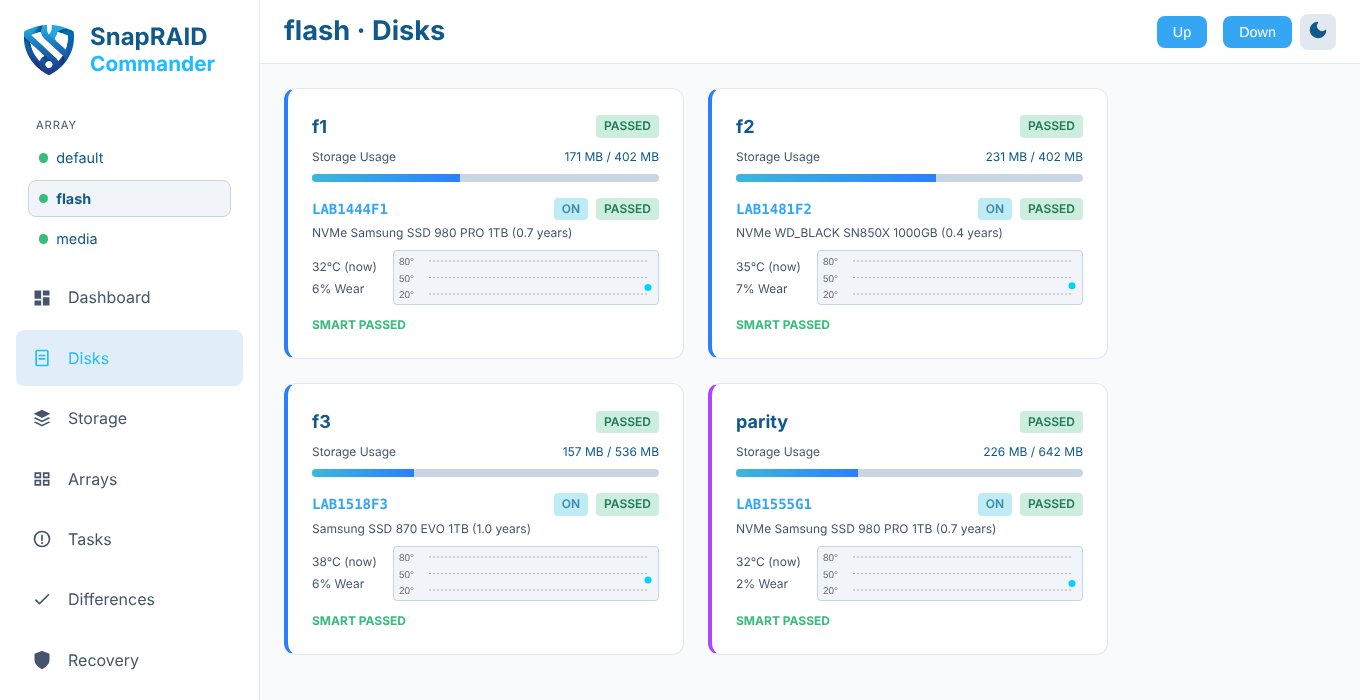 SnapRAID
Commander
flash · Disks
Up
Down
ARRAY
default
flash
media
Dashboard
Disks
Storage
Arrays
Tasks
Differences
Recovery
f1
PASSED
Storage Usage
171 MB / 402 MB
LAB1444F1
ON
PASSED
NVMe Samsung SSD 980 PRO 1TB (0.7 years)
32°C (now)
6% Wear
80°
50°
20°
SMART PASSED
f2
PASSED
Storage Usage
231 MB / 402 MB
LAB1481F2
ON
PASSED
NVMe WD_BLACK SN850X 1000GB (0.4 years)
35°C (now)
7% Wear
80°
50°
20°
SMART PASSED
f3
PASSED
Storage Usage
157 MB / 536 MB
LAB1518F3
ON
PASSED
Samsung SSD 870 EVO 1TB (1.0 years)
38°C (now)
6% Wear
80°
50°
20°
SMART PASSED
parity
PASSED
Storage Usage
226 MB / 642 MB
LAB1555G1
ON
PASSED
NVMe Samsung SSD 980 PRO 1TB (0.7 years)
32°C (now)
2% Wear
80°
50°
20°
SMART PASSED